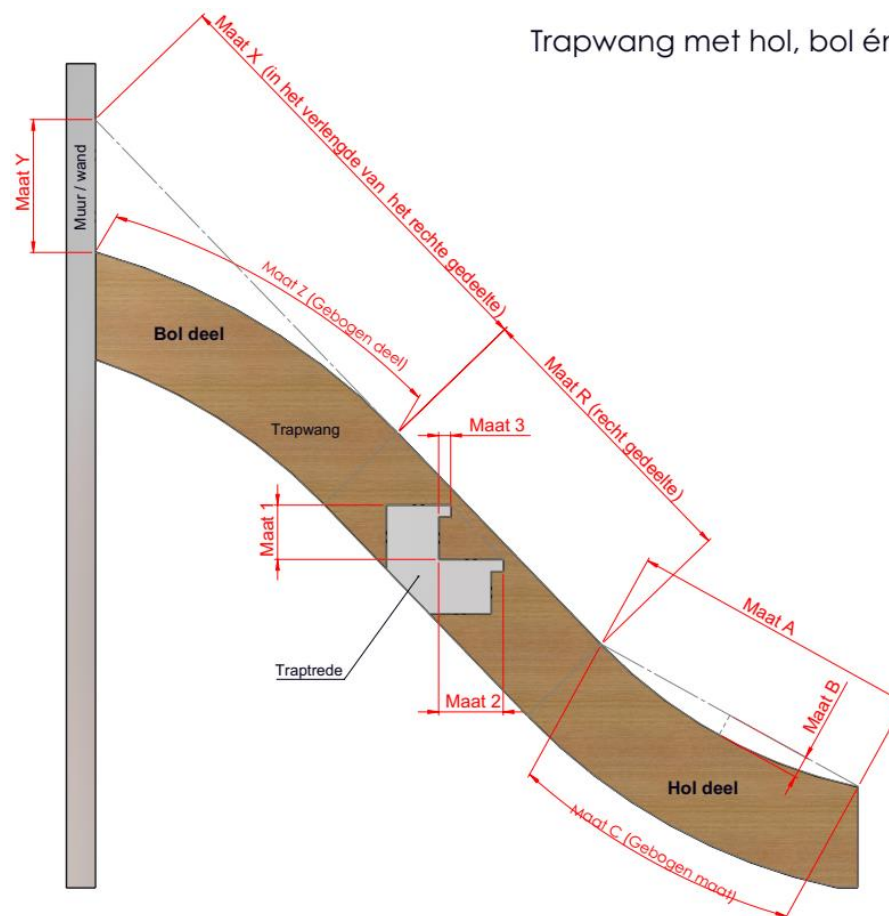 Trapwang met hol, bol én
Maat X (in het verlengde van het rechte gedeelte)
Maat Y
Muur / wand
Maat Z (Gebogen deel)
Bol deel
Maat R (recht gedeelte)
Trapwang
Maat 3
Maat 1
Maat A
Traptrede
Maat 2
Maat B
Hol deel
Maat C (Gebogen maat)